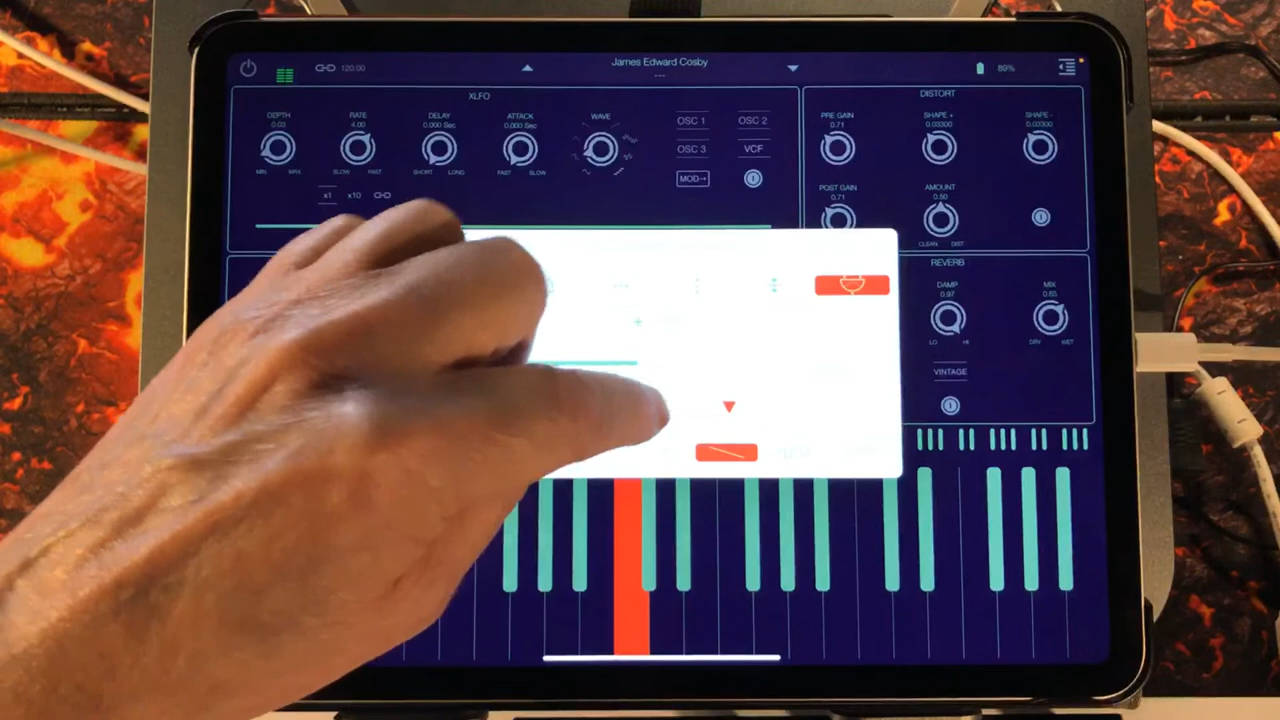 120.00
James Edward Cosby
---
89%
XLFO
DISTORT
DEPTH
0.03
RATE
4.00
DELAY
0.000 Sec
ATTACK
0.000 Sec
WAVE
OSC 1
OSC 2
PRE GAIN
0.71
SHAPE +
0.03300
SHAPE -
0.03300
OSC 3
VCF
MIN
MAX
SLOW
FAST
SHORT
LONG
FAST
SLOW
MOD→
x1
x10
POST GAIN
0.71
AMOUNT
0.50
CLEAN
DIST
REVERB
DAMP
0.97
MIX
0.85
LO
HI
DRY
WET
VINTAGE